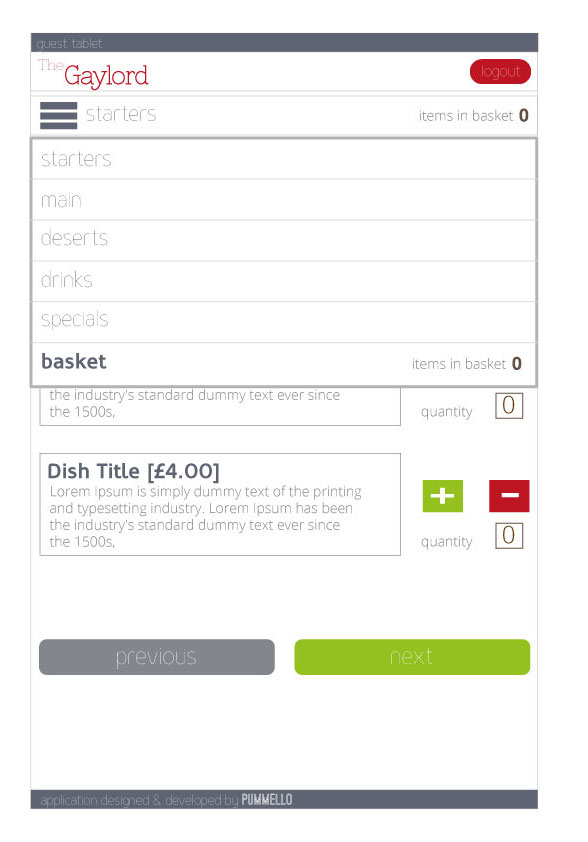 guest tablet
The Gaylord
logout
starters
items in basket 0
starters
main
deserts
drinks
specials
basket
items in basket 0
the industry's standard dummy text ever since
the 1500s,
quantity 0
Dish Title [£4.00]
Lorem Ipsum is simply dummy text of the printing
and typesetting industry. Lorem Ipsum has been
the industry's standard dummy text ever since
the 1500s,
+ -
quantity 0
previous
next
application designed & developed by PUMMELLO